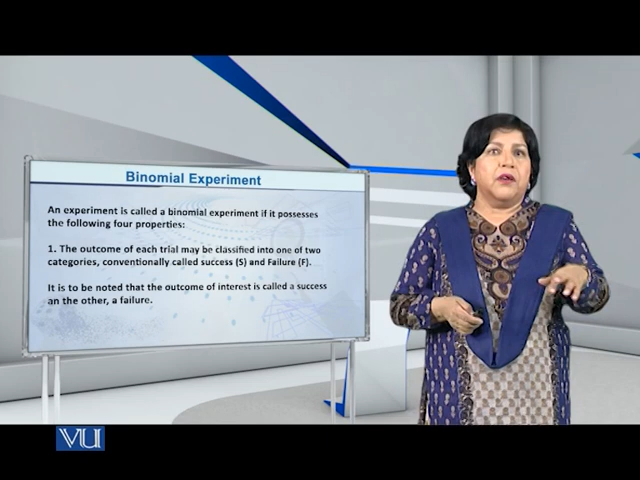 Binomial Experiment
An experiment is called a binomial experiment if it possesses
the following four properties:
1. The outcome of each trial may be classified into one of two
categories, conventionally called success (S) and Failure (F).
It is to be noted that the outcome of interest is called a success
an the other, a failure.
VU